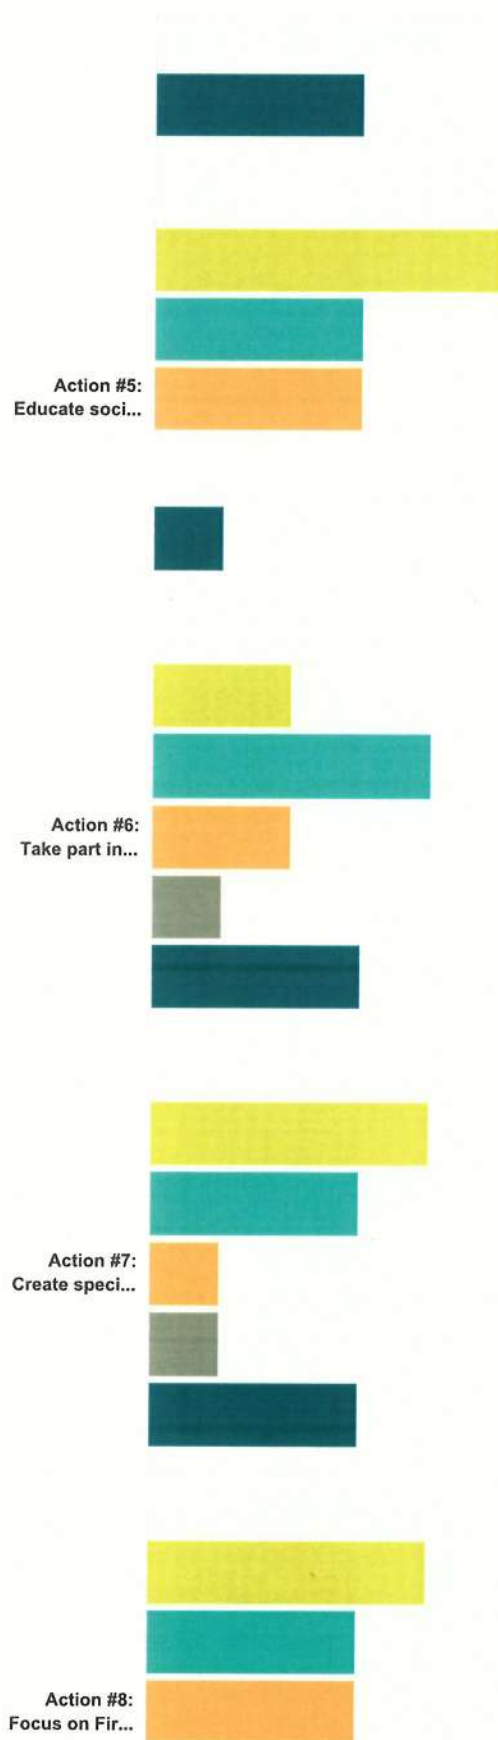 Action #5:
Educate soci...
Action #6:
Take part in...
Action #7:
Create speci...
Action #8:
Focus on Fir...